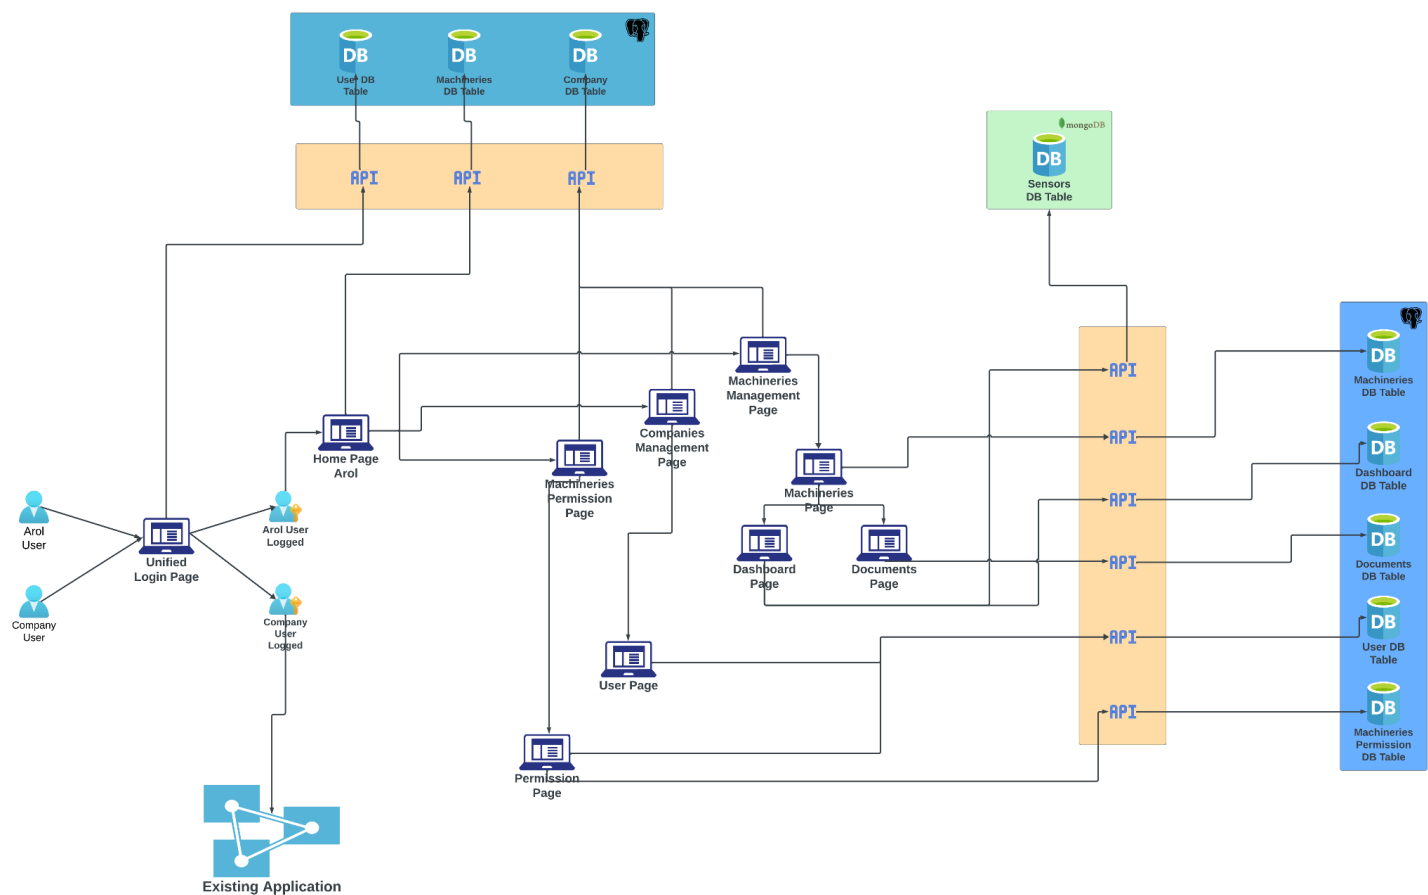 DB
DB
DB
User DB
Table
Machineries
DB Table
Company
DB Table
API
API
API
mongoDB
DB
Sensors
DB Table
Machineries
Management
Page
Companies
Management
Page
Home Page
Arol
Machineries
Permission
Page
Machineries
Page
Dashboard
Page
Documents
Page
User Page
Permission
Page
Arol
User
Company
User
Unified
Login Page
Arol User
Logged
Company
User
Logged
Existing Application
API
API
API
API
API
API
DB
Machineries
DB Table
DB
Dashboard
DB Table
DB
Documents
DB Table
DB
User DB
Table
DB
Machineries
Permission
DB Table